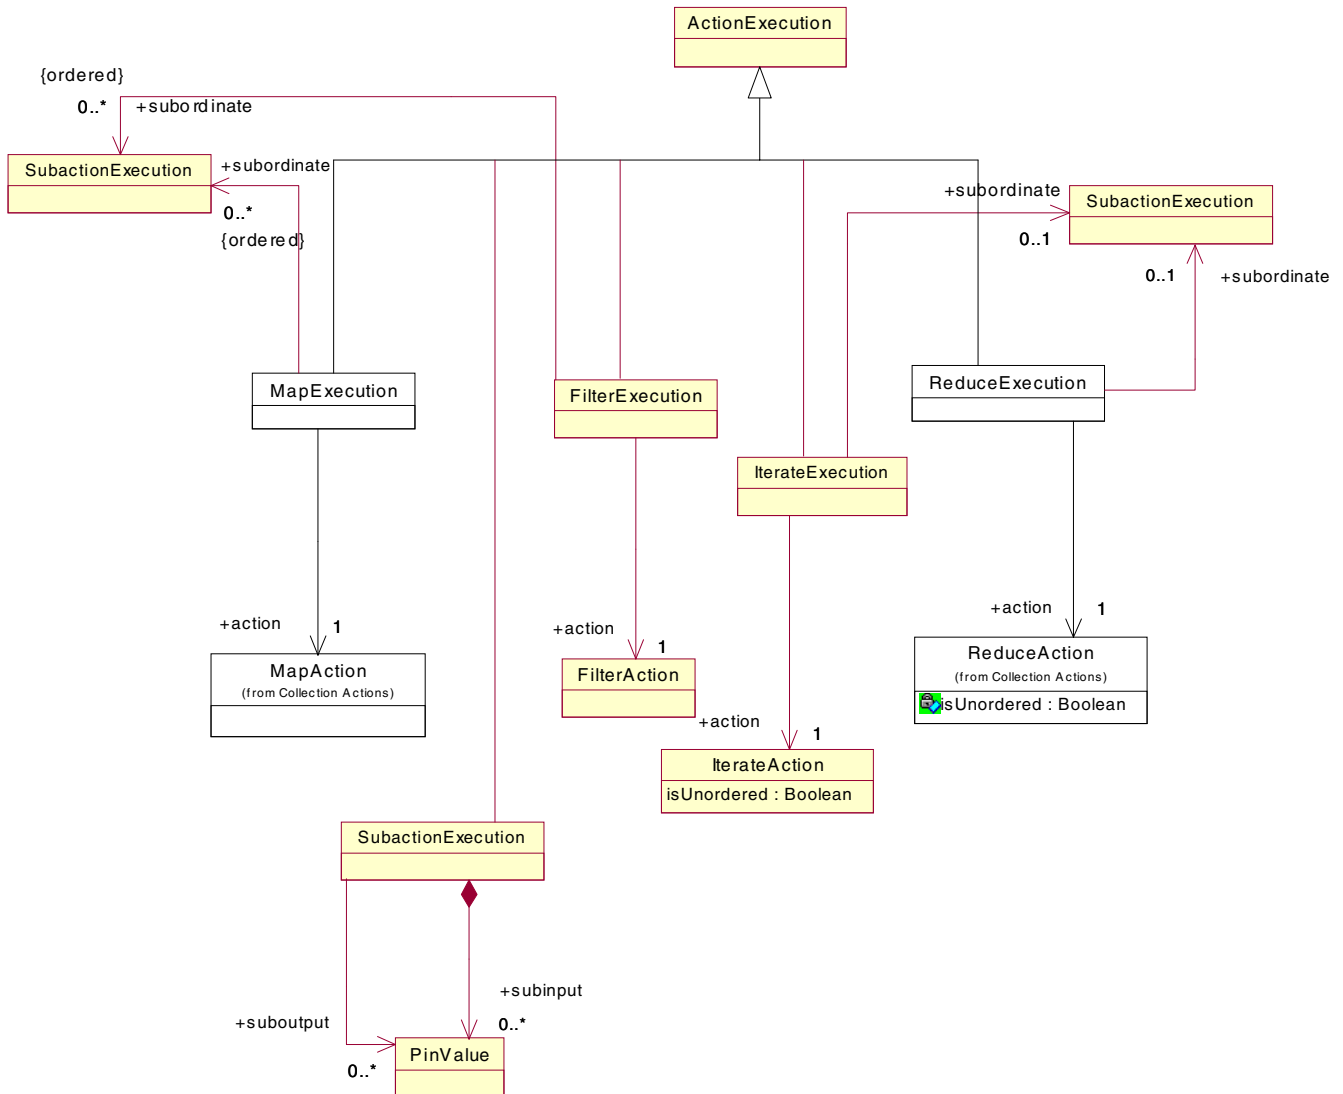 ActionExecution
{ordered}
0..*
+subordinate
SubactionExecution
+subordinate
0..*
{ordered}
+subordinate
SubactionExecution
0..1
0..1
+subordinate
MapExecution
FilterExecution
ReduceExecution
IterateExecution
+action
1
+action
1
+action
1
MapAction
(from Collection Actions)
FilterAction
ReduceAction
(from Collection Actions)
isUnordered : Boolean
+action
1
IterateAction
isUnordered : Boolean
SubactionExecution
+subinput
0..*
+suboutput
0..*
PinValue